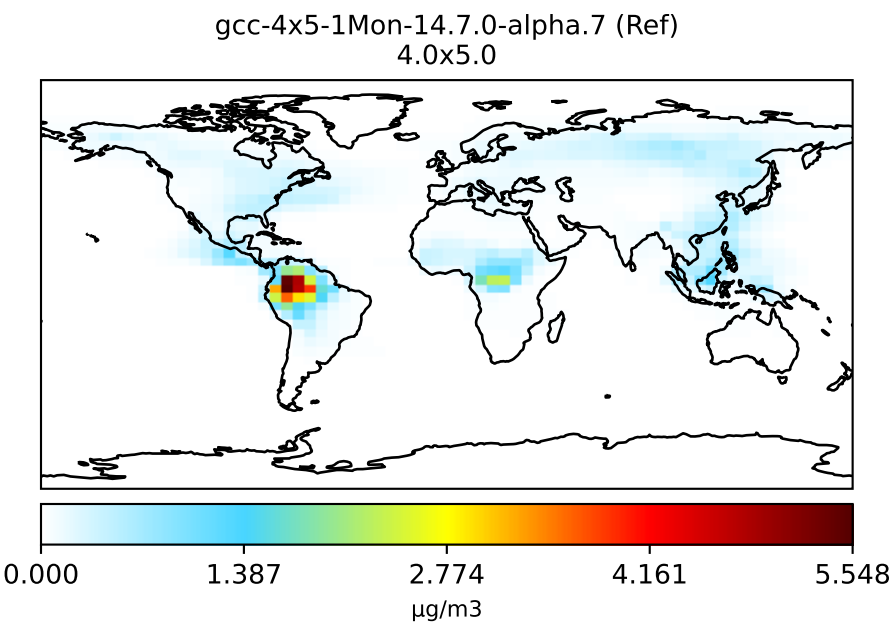 gcc-4x5-1Mon-14.7.0-alpha.7 (Ref)
4.0x5.0
0.000 1.387 2.774 4.161 5.548
μg/m3